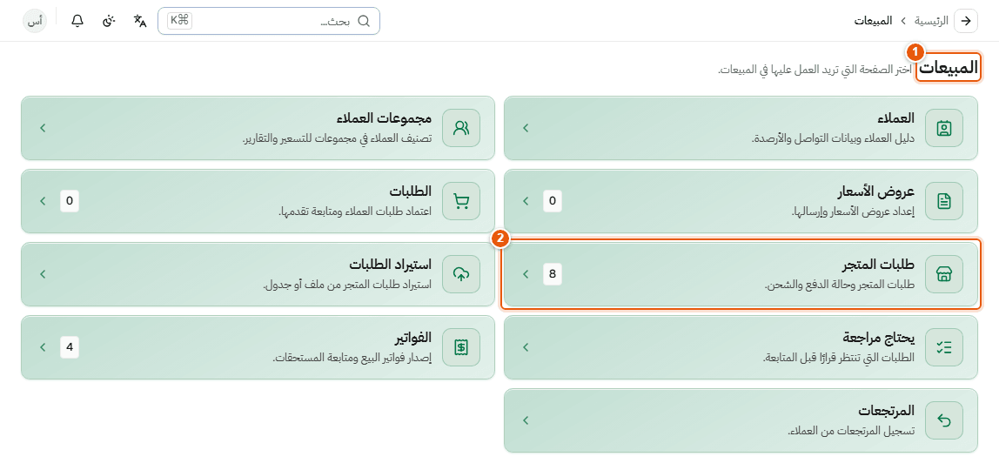 الرئيسية
المبيعات
بحث...
⌘K
أس
1
المبيعات
اختر الصفحة التي تريد العمل عليها في المبيعات.
العملاء
دليل العملاء وبيانات التواصل والأرصدة.
مجموعات العملاء
تصنيف العملاء في مجموعات للتسعير والتقارير.
عروض الأسعار
إعداد عروض الأسعار وإرسالها.
0
الطلبات
اعتماد طلبات العملاء ومتابعة تقدمها.
0
2
طلبات المتجر
طلبات المتجر وحالة الدفع والشحن.
8
استيراد الطلبات
استيراد طلبات المتجر من ملف أو جدول.
يحتاج مراجعة
الطلبات التي تنتظر قرارًا قبل المتابعة.
الفواتير
إصدار فواتير البيع ومتابعة المستحقات.
4
المرتجعات
تسجيل المرتجعات من العملاء.